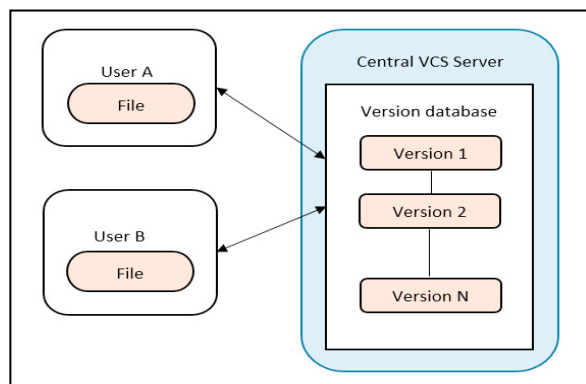 User A
File
User B
File
Central VCS Server
Version database
Version 1
Version 2
Version N